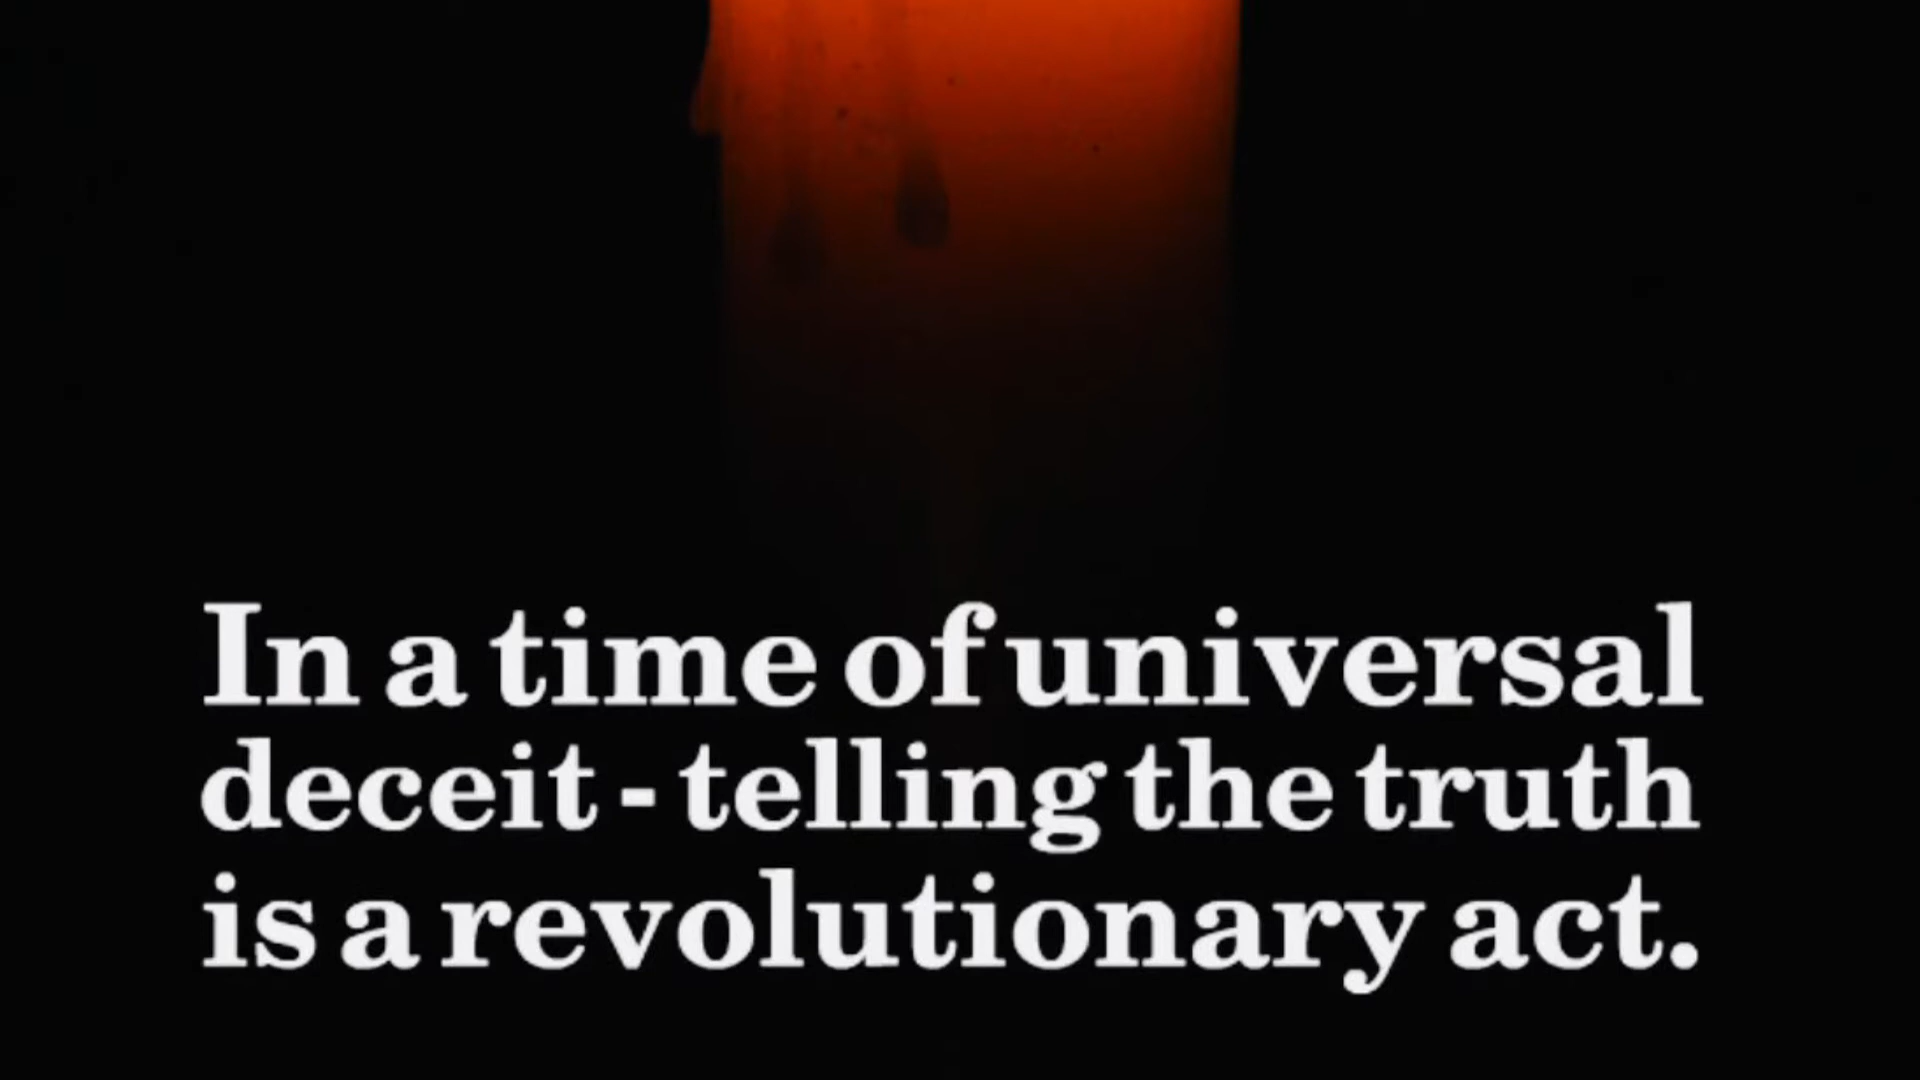 In a time of universal
deceit - telling the truth
is a revolutionary act.